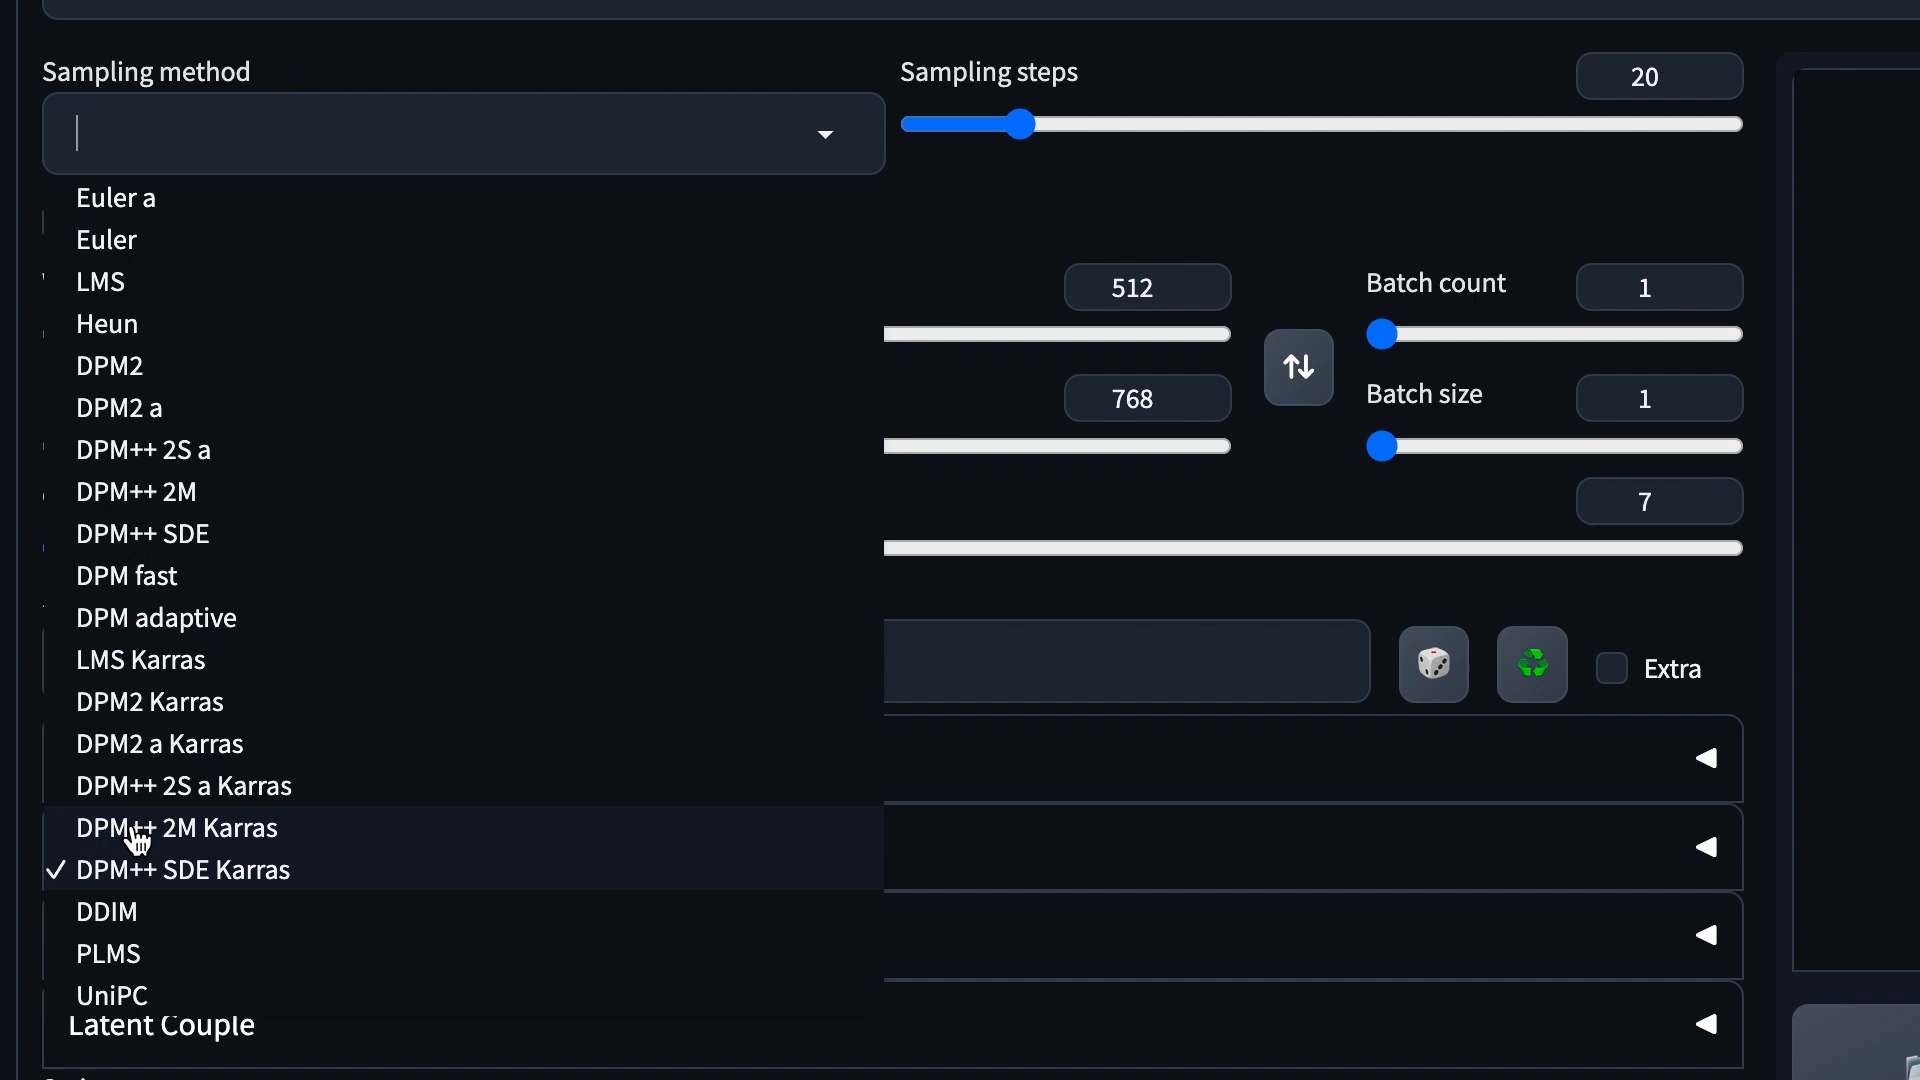 Sampling method
Sampling steps
20
Euler a
Euler
LMS
Heun
DPM2
DPM2 a
DPM++ 2S a
DPM++ 2M
DPM++ SDE
DPM fast
DPM adaptive
LMS Karras
DPM2 Karras
DPM2 a Karras
DPM++ 2S a Karras
DPM++ 2M Karras
✓ DPM++ SDE Karras
DDIM
PLMS
UniPC
512
Batch count
1
768
Batch size
1
7
Extra
Latent Couple